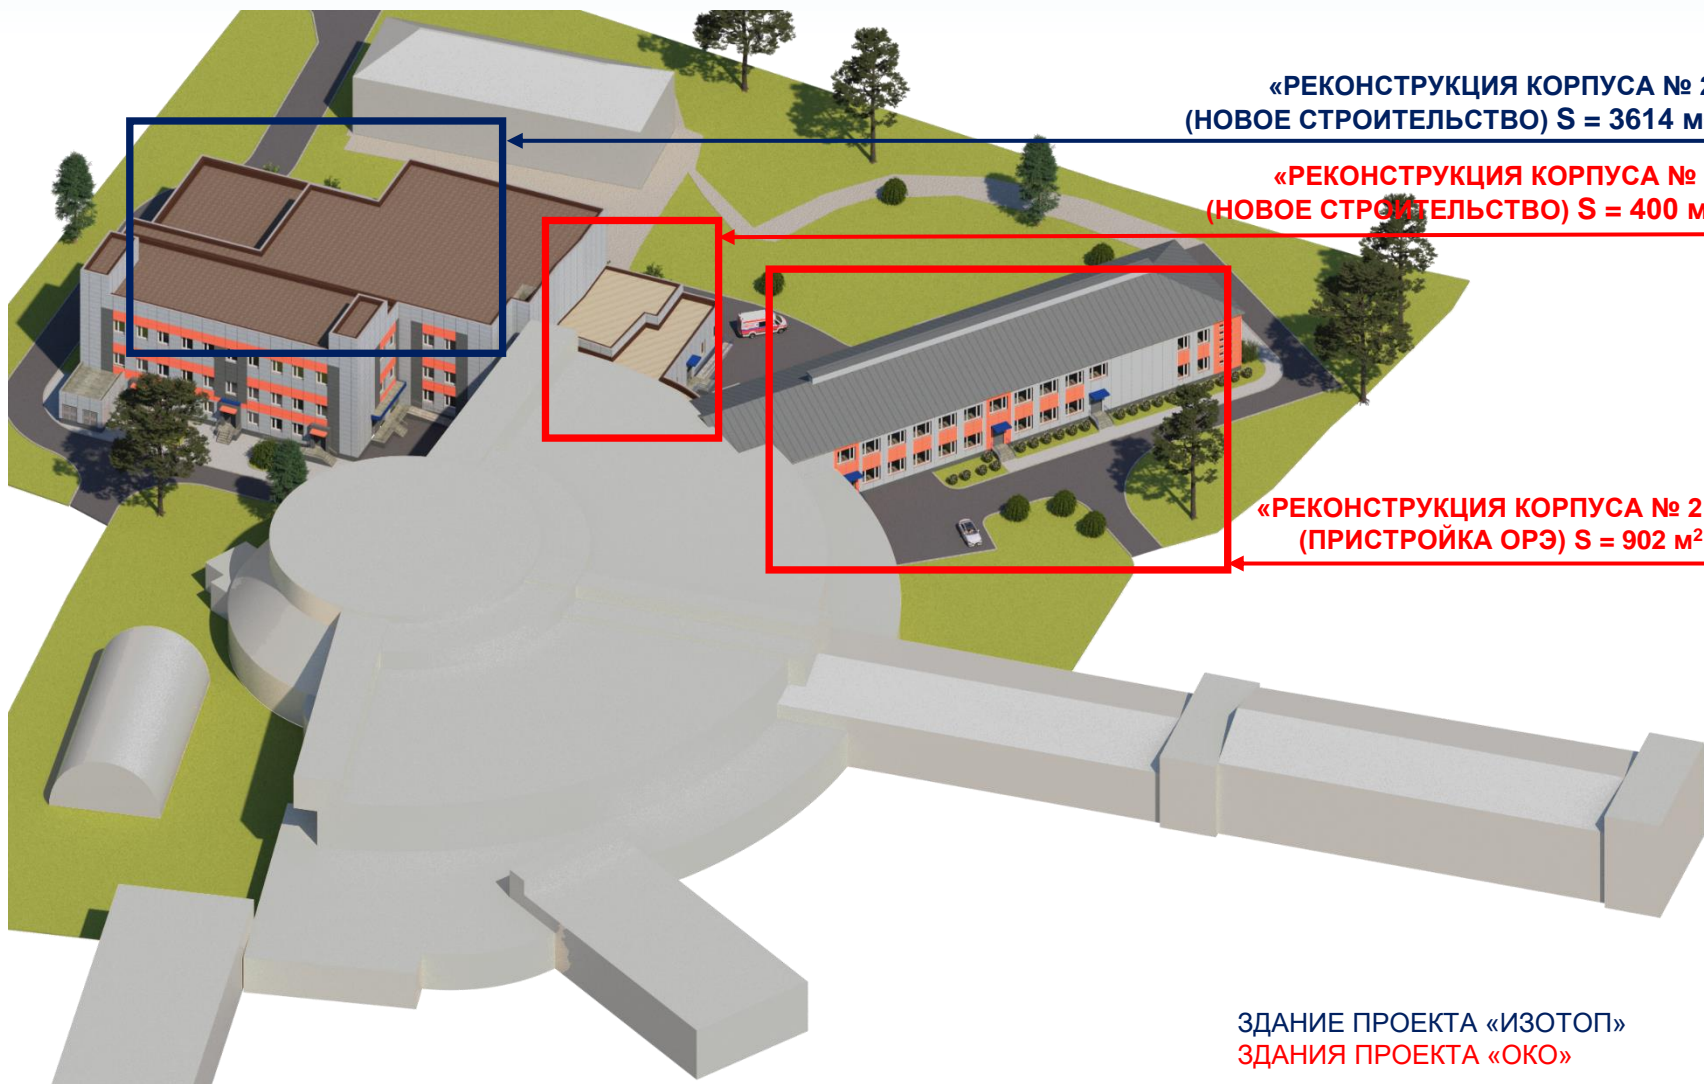 «РЕКОНСТРУКЦИЯ КОРПУСА № 2
(НОВОЕ СТРОИТЕЛЬСТВО) S = 3614 м
«РЕКОНСТРУКЦИЯ КОРПУСА №
(НОВОЕ СТРОИТЕЛЬСТВО) S = 400 м
«РЕКОНСТРУКЦИЯ КОРПУСА № 2
(ПРИСТРОЙКА ОРЭ) S = 902 м²
ЗДАНИЕ ПРОЕКТА «ИЗОТОП»
ЗДАНИЯ ПРОЕКТА «ОКО»